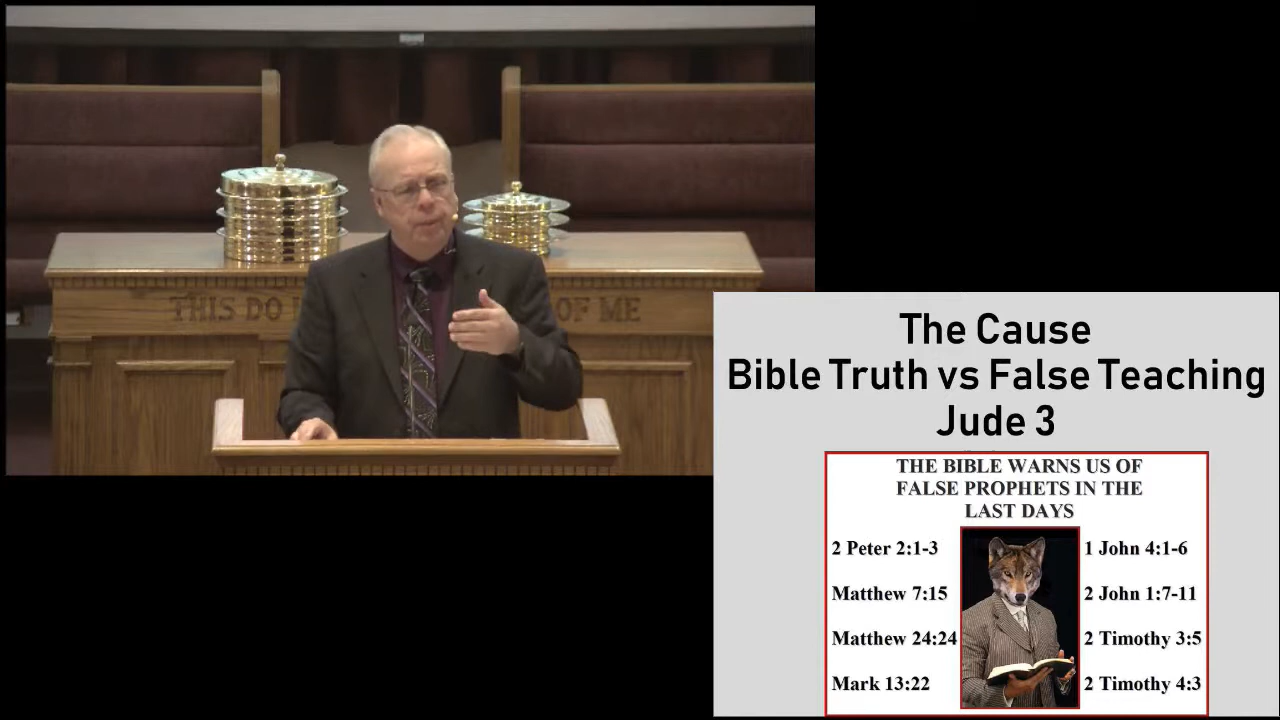 THIS DO
OF ME
The Cause
Bible Truth vs False Teaching
Jude 3
THE BIBLE WARNS US OF
FALSE PROPHETS IN THE
LAST DAYS
2 Peter 2:1-3
Matthew 7:15
Matthew 24:24
Mark 13:22
1 John 4:1-6
2 John 1:7-11
2 Timothy 3:5
2 Timothy 4:3